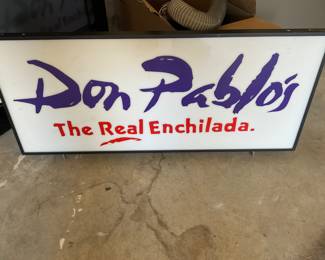 Don Pablo's
The Real Enchilada.